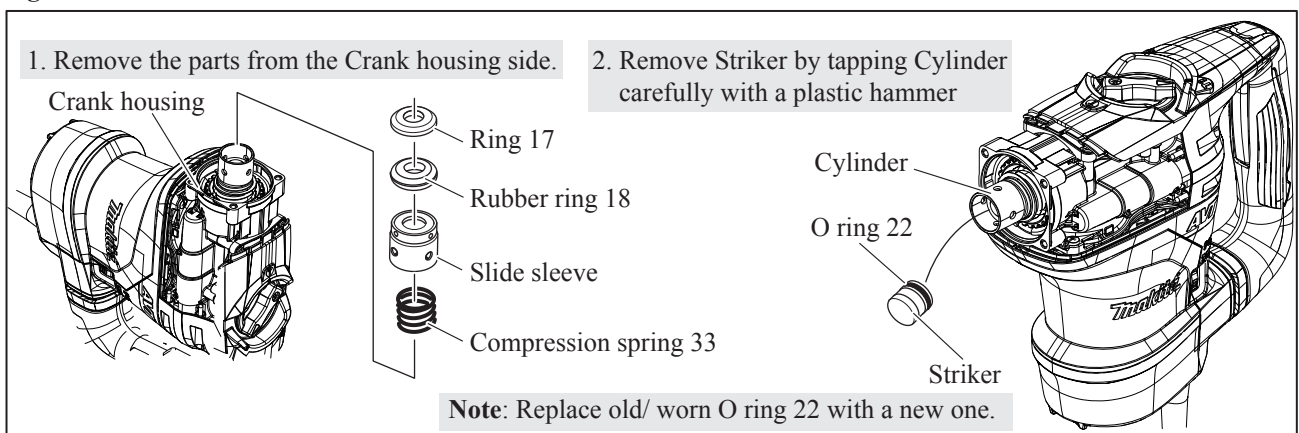 1. Remove the parts from the Crank housing side.
Crank housing
Ring 17
Rubber ring 18
Slide sleeve
Compression spring 33
makita
2. Remove Striker by tapping Cylinder
carefully with a plastic hammer
Cylinder
O ring 22
Striker
makita
Note: Replace old/ worn O ring 22 with a new one.